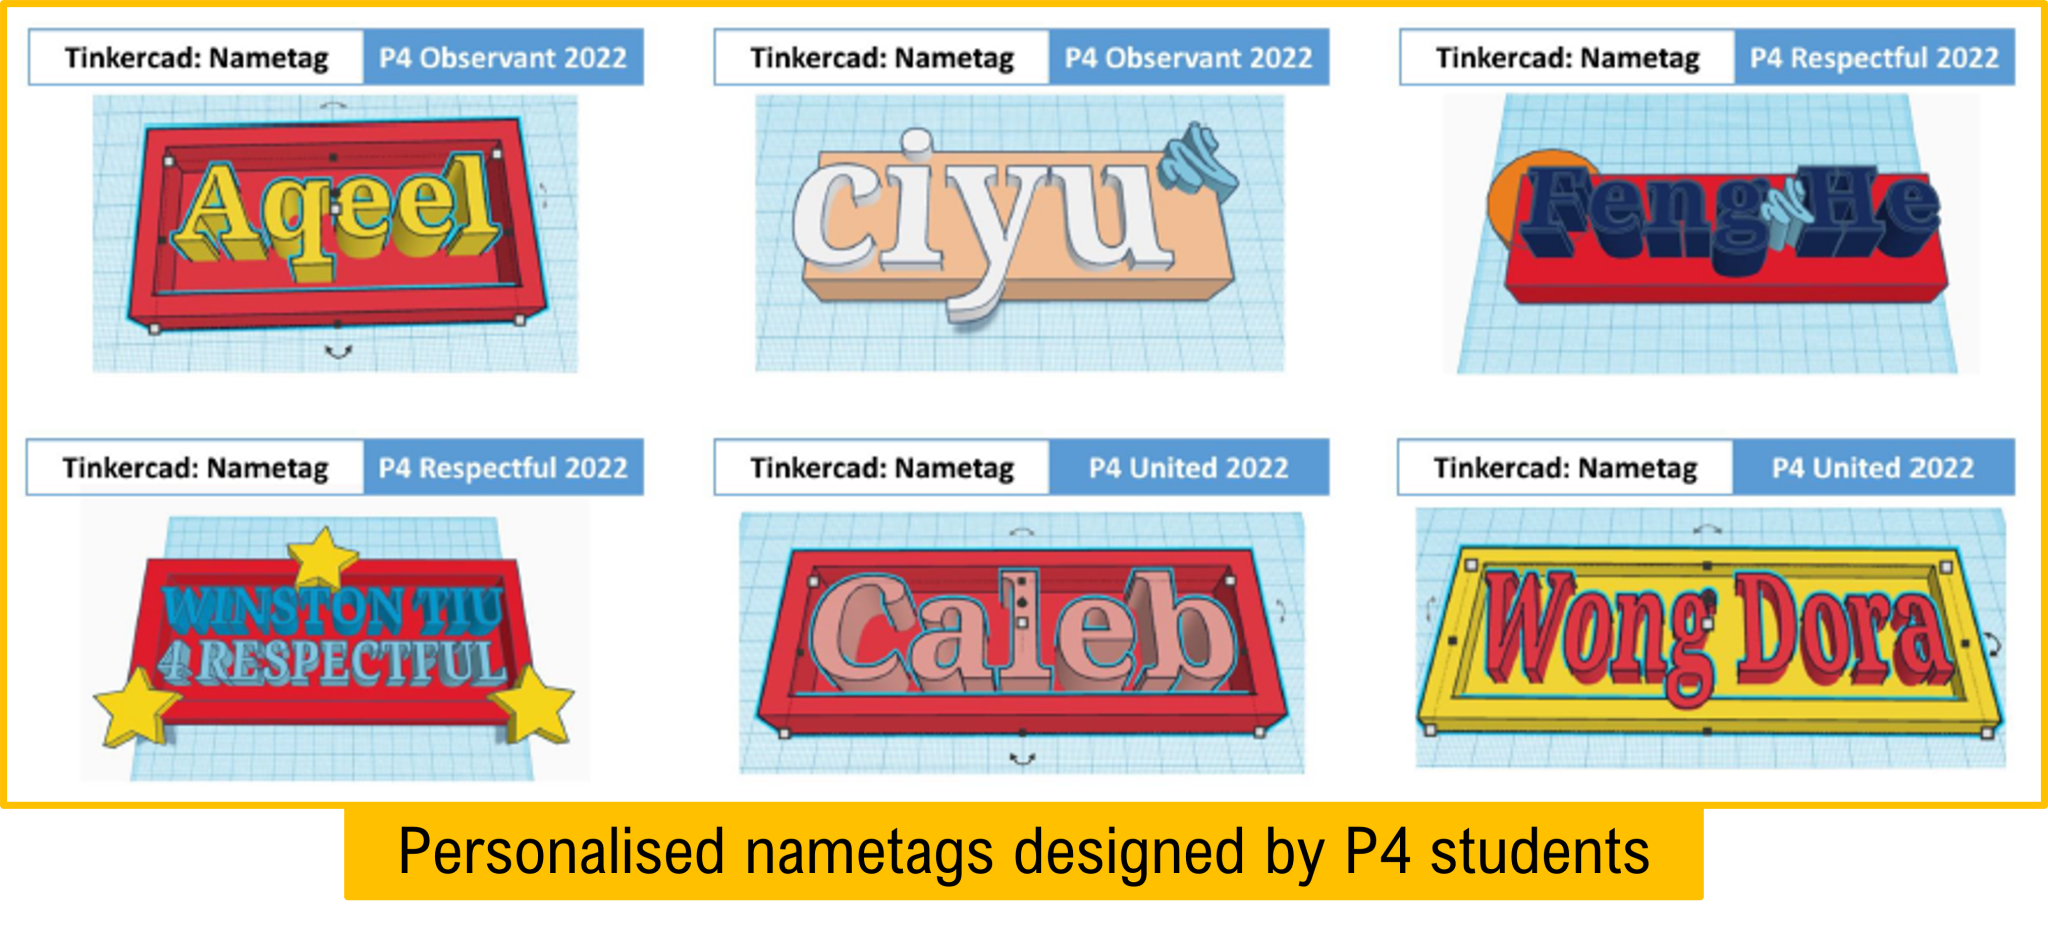 Tinkercad: Nametag P4 Observant 2022
Aqeel
Tinkercad: Nametag P4 Observant 2022
ciyu
Tinkercad: Nametag P4 Respectful 2022
Feng He
Tinkercad: Nametag P4 Respectful 2022
WINSTON TIU
4 RESPECTFUL
Tinkercad: Nametag P4 United 2022
Caleb
Tinkercad: Nametag P4 United 2022
Wong Dora
Personalised nametags designed by P4 students